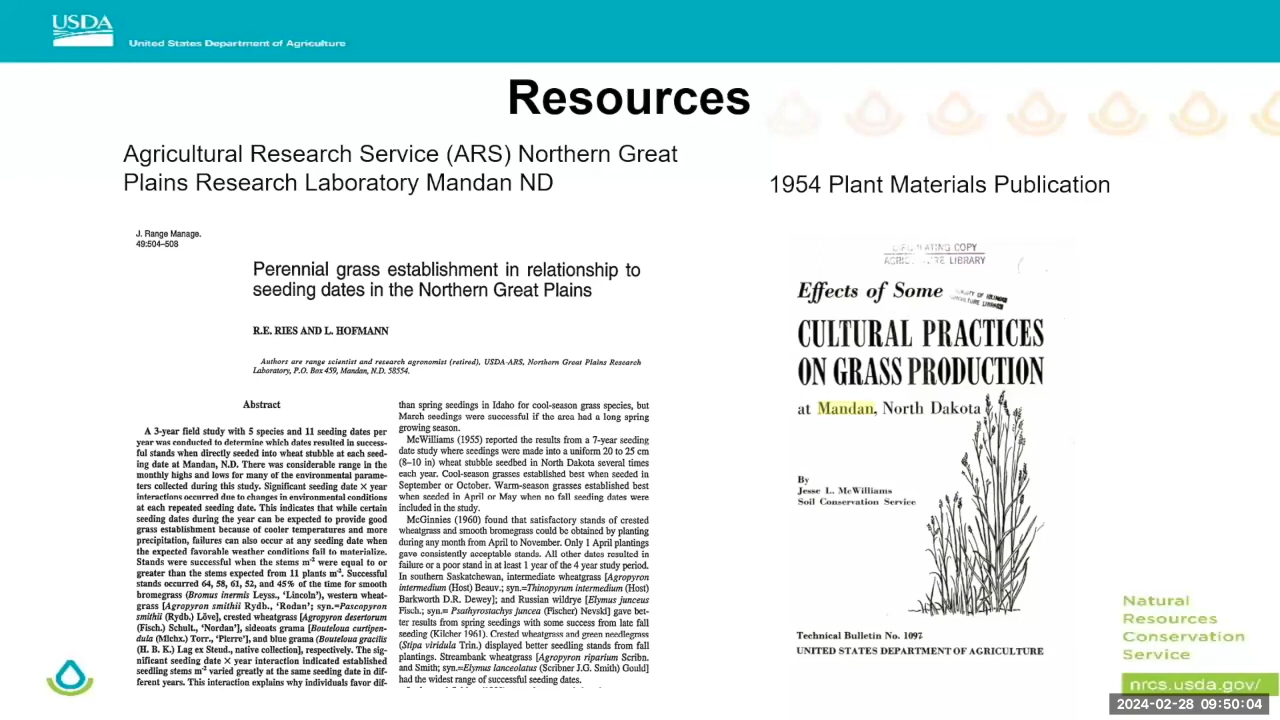 USDA
United States Department of Agriculture
Resources
Agricultural Research Service (ARS) Northern Great
Plains Research Laboratory Mandan ND
1954 Plant Materials Publication
J. Range Manage.
49:504–508
Perennial grass establishment in relationship to
seeding dates in the Northern Great Plains
R.E. RIES AND L. HOFMANN
Authors are range scientist and research agronomist (retired), USDA-ARS, Northern Great Plains Research
Laboratory, P.O. Box 459, Mandan, N.D. 58554.
Abstract
A 3-year field study with 5 species and 11 seeding dates per
year was conducted to determine which dates resulted in success-
ful stands when directly seeded into wheat stubble at each seed-
ing date at Mandan, N.D. There was considerable range in the
monthly highs and lows for many of the environmental parame-
ters collected during this study. Significant seeding date × year
interactions occurred due to changes in environmental conditions
at each repeated seeding date. This indicates that while certain
seeding dates during the year can be expected to provide good
grass establishment because of cooler temperatures and more
precipitation, failures can also occur at any seeding date when
the expected favorable weather conditions fail to materialize.
Stands were successful when the stems m⁻² were equal to or
greater than the stems expected from 11 plants m⁻². Successful
stands occurred 64, 58, 61, 52, and 45% of the time for smooth
bromegrass (Bromus inermis Leyss., 'Lincoln'), western wheat-
grass [Agropyron smithii Rydb., 'Rodan'; syn.=Pascopyron
smithii (Rydb.) Löve], crested wheatgrass [Agropyron desertorum
(Fisch.) Schult., 'Nordan'], sideoats grama [Bouteloua curtipen-
dula (Michx.) Torr., 'Pierre'], and blue grama (Bouteloua gracilis
(H. B. K.) Lag ex Steud., native collection], respectively. The sig-
nificant seeding date × year interaction indicated established
seedling stems m⁻² varied greatly at the same seeding date in dif-
ferent years. This interaction explains why individuals favor dif-
than spring seedings in Idaho for cool-season grass species, but
March seedings were successful if the area had a long spring
growing season.
McWilliams (1955) reported the results from a 7-year seeding
date study where seedings were made into a uniform 20 to 25 cm
(8–10 in) wheat stubble seedbed in North Dakota several times
each year. Cool-season grasses established best when seeded in
September or October. Warm-season grasses established best
when seeded in April or May when no fall seeding dates were
included in the study.
McGinnies (1960) found that satisfactory stands of crested
wheatgrass and smooth bromegrass could be obtained by planting
during any month from April to November. Only 1 April plantings
gave consistently acceptable stands. All other dates resulted in
failure or a poor stand in at least 1 year of the 4 year study period.
In southern Saskatchewan, intermediate wheatgrass [Agropyron
intermedium (Host) Beauv.; syn.=Thinopyrum intermedium (Host)
Barkworth D.R. Dewey]; and Russian wildrye [Elymus junceus
Fisch.; syn.= Psathyrostachys juncea (Fischer) Nevski] gave bet-
ter results from spring seedings with some success from late fall
seeding (Kilcher 1961). Crested wheatgrass and green needlegrass
(Stipa viridula Trin.) displayed better seedling stands from fall
plantings. Streambank wheatgrass [Agropyron riparium Scribn.
and Smith; syn.=Elymus lanceolatus (Scribner J.G. Smith) Gould]
had the widest range of successful seeding dates.
COPY
LIBRARY
Effects of Some
CULTURAL PRACTICES
ON GRASS PRODUCTION
at Mandan, North Dakota
By
Jesse L. McWilliams
Soil Conservation Service
Technical Bulletin No. 1097
UNITED STATES DEPARTMENT OF AGRICULTURE
Natural
Resources
Conservation
Service
nrcs.usda.gov/
2024-02-28 09:50:04